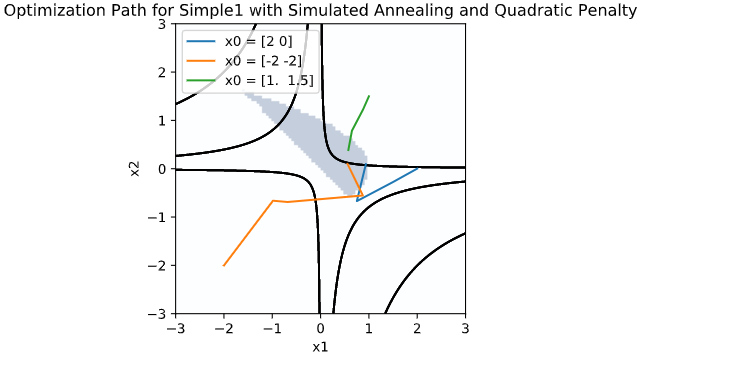 Optimization Path for Simple1 with Simulated Annealing and Quadratic Penalty
3
2
1
0
−1
−2
−3
x2
x0 = [2 0]
x0 = [-2 -2]
x0 = [1. 1.5]
−3 −2 −1 0 1 2 3
x1